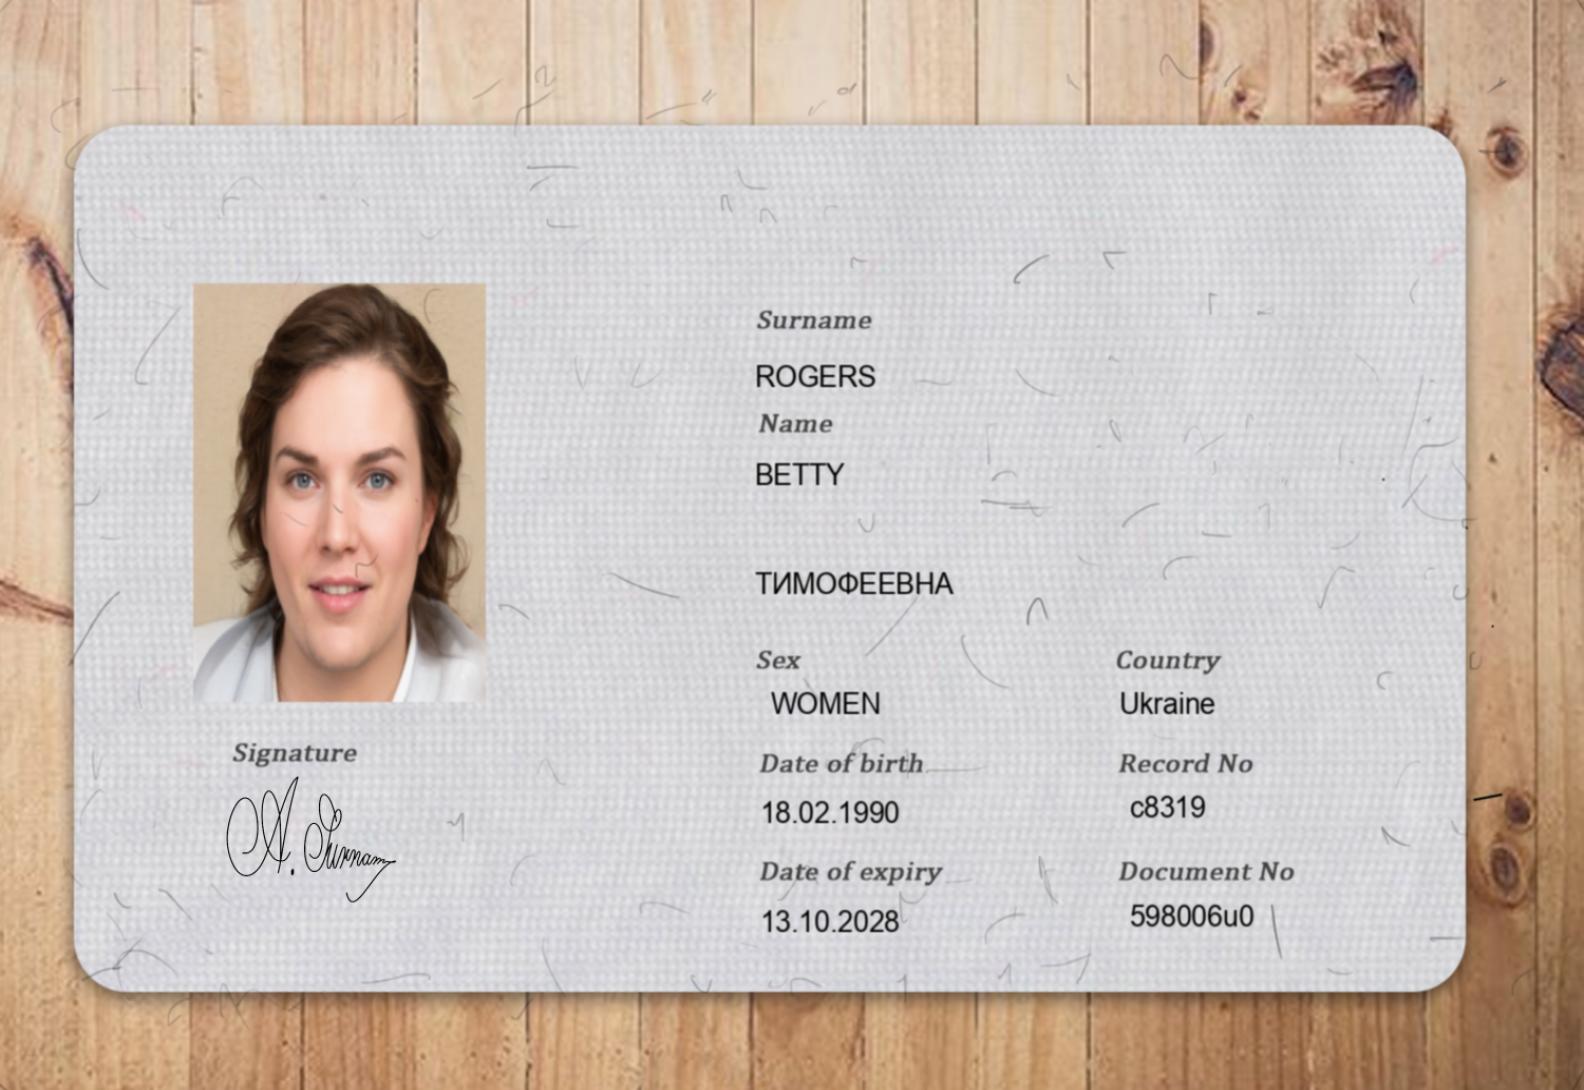 Surname
ROGERS
Name
BETTY
ТИМОФЕЕВНА
Sex
WOMEN
Country
Ukraine
Date of birth
18.02.1990
Record No
c8319
Date of expiry
13.10.2028
Document No
598006u0
Signature
A. Surnam